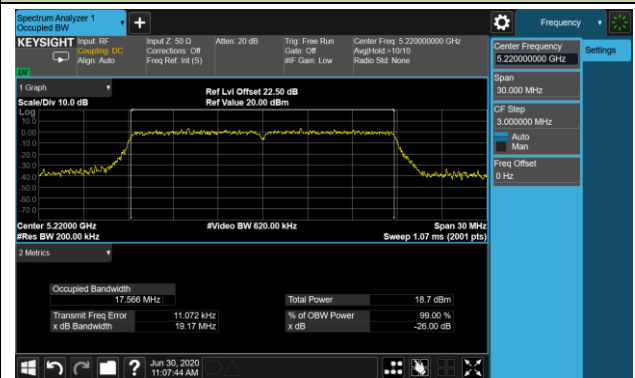 Spectrum Analyzer 1
Occupied BW
Frequency
KEYSIGHT
Input: RF
Coupling: DC
Align: Auto
Input Z: 50 Ω
Corrections: Off
Freq Ref: Int (S)
Atten: 20 dB
Trig: Free Run
Gate: Off
#IF Gain: Low
Center Freq: 5.220000000 GHz
Avg|Hold:>10/10
Radio Std: None
Center Frequency
5.220000000 GHz
Settings
Span
30.000 MHz
CF Step
3.000000 MHz
Auto
Man
Freq Offset
0 Hz
1 Graph
Scale/Div 10.0 dB
Ref Lvl Offset 22.50 dB
Ref Value 20.00 dBm
Log
10.0
0.00
-10.0
-20.0
-30.0
-40.0
-50.0
-60.0
-70.0
Center 5.22000 GHz
#Res BW 200.00 kHz
#Video BW 620.00 kHz
Span 30 MHz
Sweep 1.07 ms (2001 pts)
2 Metrics
Occupied Bandwidth
17.566 MHz
Total Power 18.7 dBm
Transmit Freq Error 11.072 kHz
% of OBW Power 99.00 %
x dB Bandwidth 19.17 MHz
x dB -26.00 dB
?
Jun 30, 2020
11:07:44 AM